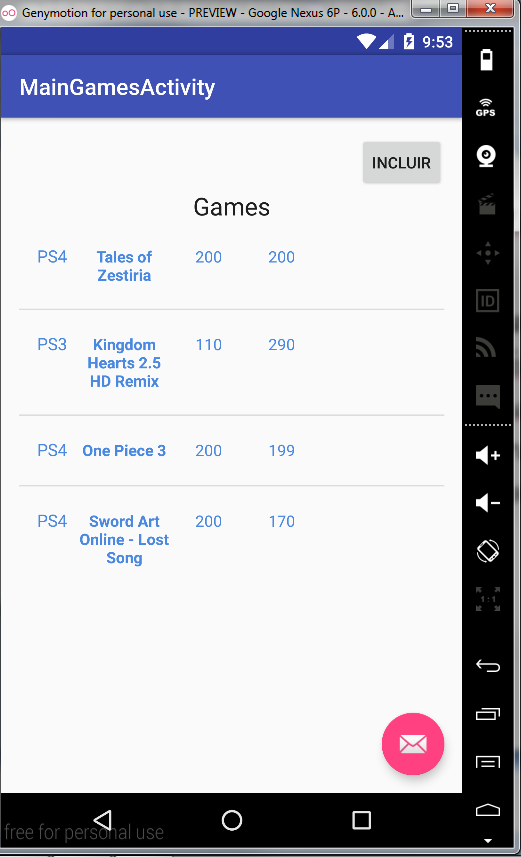 Genymotion for personal use - PREVIEW - Google Nexus 6P - 6.0.0 - A...
9:53
MainGamesActivity
GPS
INCLUIR
Games
PS4 Tales of 200 200
Zestiria
ID
PS3 Kingdom 110 290
Hearts 2.5
HD Remix
PS4 One Piece 3 200 199
PS4 Sword Art 200 170
Online - Lost
Song
1:1
free for personal use